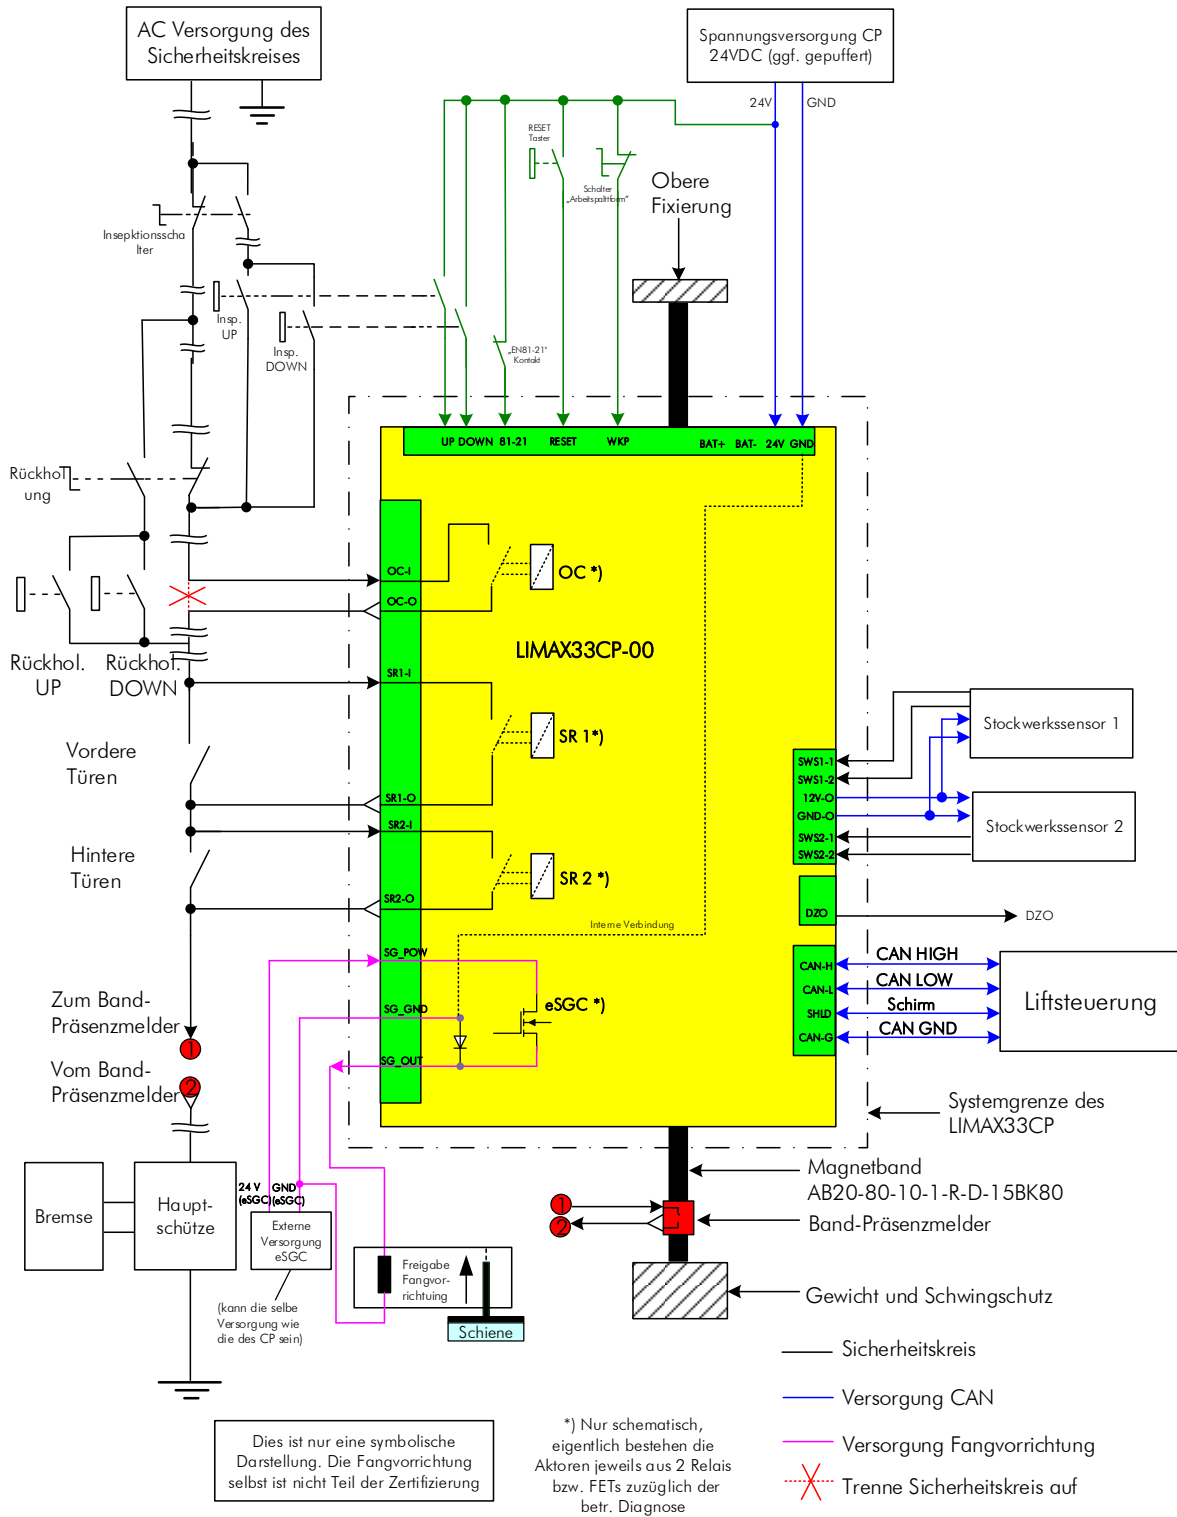 AC Versorgung des
Sicherheitskreises
Spannungsversorgung CP
24VDC (ggf. gepuffert)
24V
GND
RESET
Taster
Schalter
„Arbeitspalttform"
Obere
Fixierung
Insepktionsscha
lter
Insp.
UP
Insp.
DOWN
„EN81-21"
Kontakt
UP
DOWN
81-21
RESET
WKP
BAT+
BAT-
24V
GND
Rückhol
ung
OC-I
OC *)
OC-O
LIMAX33CP-00
Rückhol.
UP
Rückhol.
DOWN
SR1-I
SR 1*)
Vordere
Türen
SR1-O
SR2-I
Hintere
Türen
SR 2 *)
SR2-O
Stockwerkssensor 1
SWS1-1
SWS1-2
12V-O
GND-O
SWS2-1
SWS2-2
Stockwerkssensor 2
DZO
DZO
Interne Verbindung
SG_POW
SG_GND
eSGC *)
SG_OUT
CAN-H
CAN HIGH
CAN-L
CAN LOW
SHLD
Schirm
CAN-G
CAN GND
Liftsteuerung
Zum Band-
Präsenzmelder
1
Vom Band-
Präsenzmelder
2
Systemgrenze des
LIMAX33CP
Magnetband
AB20-80-10-1-R-D-15BK80
1
2
Band-Präsenzmelder
Bremse
Haupt-
schütze
24 V
(eSGC)
GND
(eSGC)
Externe
Versorgung
eSGC
Freigabe
Fangvor-
richtuing
Schiene
(kann die selbe
Versorgung wie
die des CP sein)
Gewicht und Schwingschutz
Sicherheitskreis
Versorgung CAN
Versorgung Fangvorrichtung
Trenne Sicherheitskreis auf
Dies ist nur eine symbolische
Darstellung. Die Fangvorrichtung
selbst ist nicht Teil der Zertifizierung
*) Nur schematisch,
eigentlich bestehen die
Aktoren jeweils aus 2 Relais
bzw. FETs zuzüglich der
betr. Diagnose